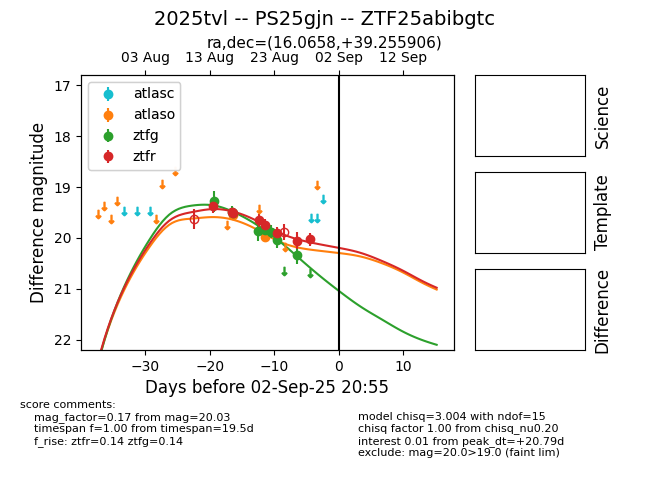 2025tvl -- PS25gjn -- ZTF25abibgtc
ra,dec=(16.0658,+39.255906)
03 Aug 13 Aug 23 Aug 02 Sep 12 Sep
atlasc
atlaso
ztfg
ztfr
17
18
19
20
21
22
Difference magnitude
−30 −20 −10 0 10
Days before 02-Sep-25 20:55
Science
Template
Difference
score comments:
mag_factor=0.17 from mag=20.03
timespan f=1.00 from timespan=19.5d
f_rise: ztfr=0.14 ztfg=0.14
model chisq=3.004 with ndof=15
chisq factor 1.00 from chisq_nu0.20
interest 0.01 from peak_dt=+20.79d
exclude: mag=20.0>19.0 (faint lim)